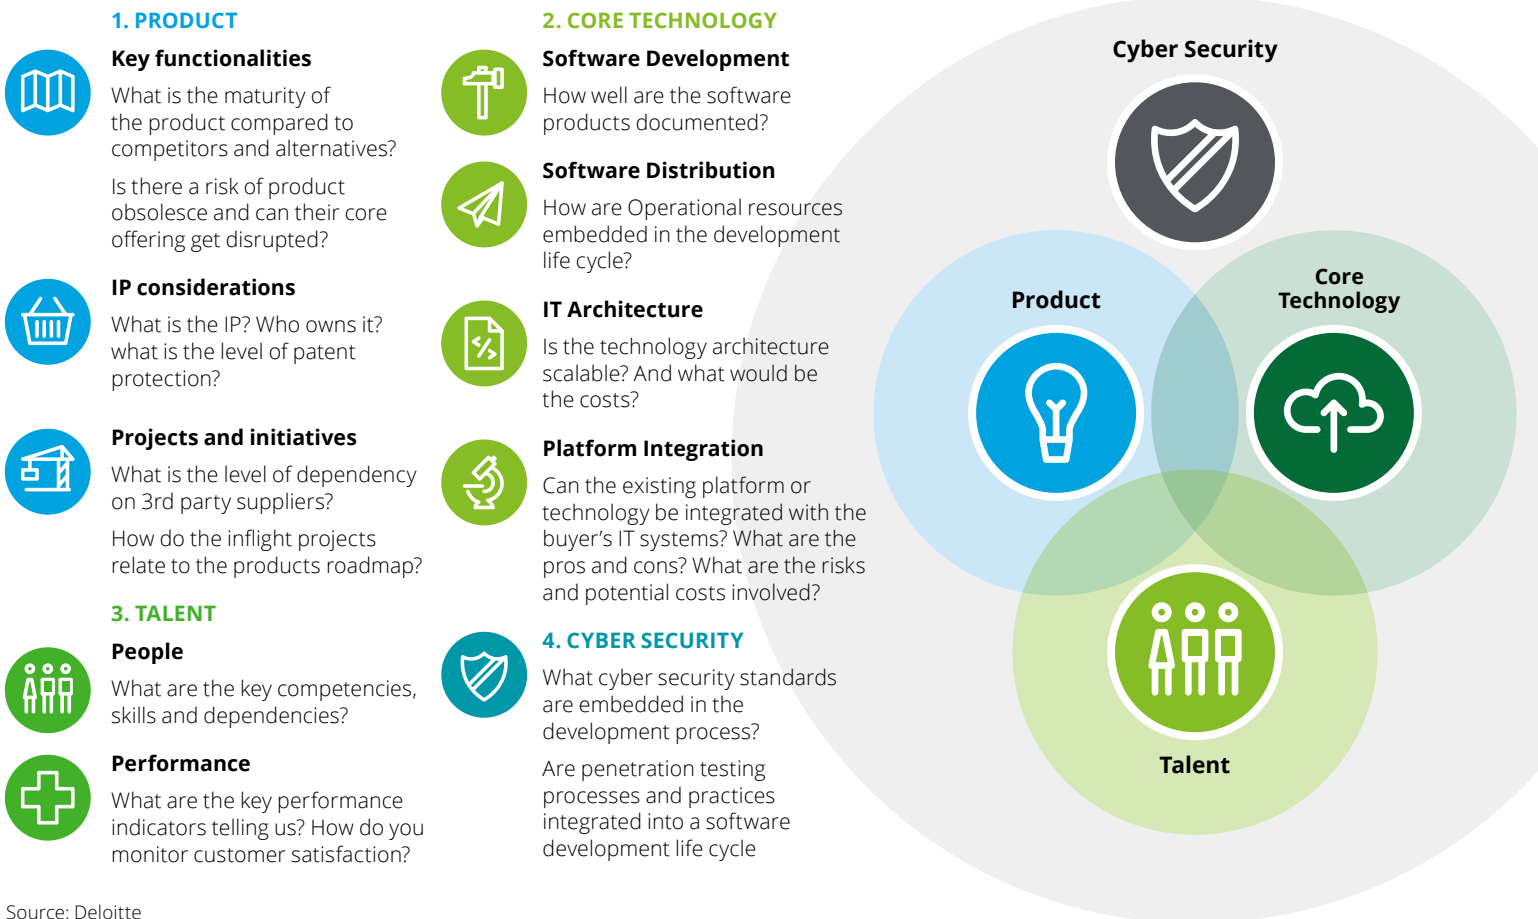 1. PRODUCT
Key functionalities
What is the maturity of
the product compared to
competitors and alternatives?
Is there a risk of product
obsolesce and can their core
offering get disrupted?
IP considerations
What is the IP? Who owns it?
what is the level of patent
protection?
Projects and initiatives
What is the level of dependency
on 3rd party suppliers?
How do the inflight projects
relate to the products roadmap?
3. TALENT
People
What are the key competencies,
skills and dependencies?
Performance
What are the key performance
indicators telling us? How do you
monitor customer satisfaction?
2. CORE TECHNOLOGY
Software Development
How well are the software
products documented?
Software Distribution
How are Operational resources
embedded in the development
life cycle?
IT Architecture
Is the technology architecture
scalable? And what would be
the costs?
Platform Integration
Can the existing platform or
technology be integrated with the
buyer’s IT systems? What are the
pros and cons? What are the risks
and potential costs involved?
4. CYBER SECURITY
What cyber security standards
are embedded in the
development process?
Are penetration testing
processes and practices
integrated into a software
development life cycle
Cyber Security
Product
Core
Technology
Talent
Source: Deloitte